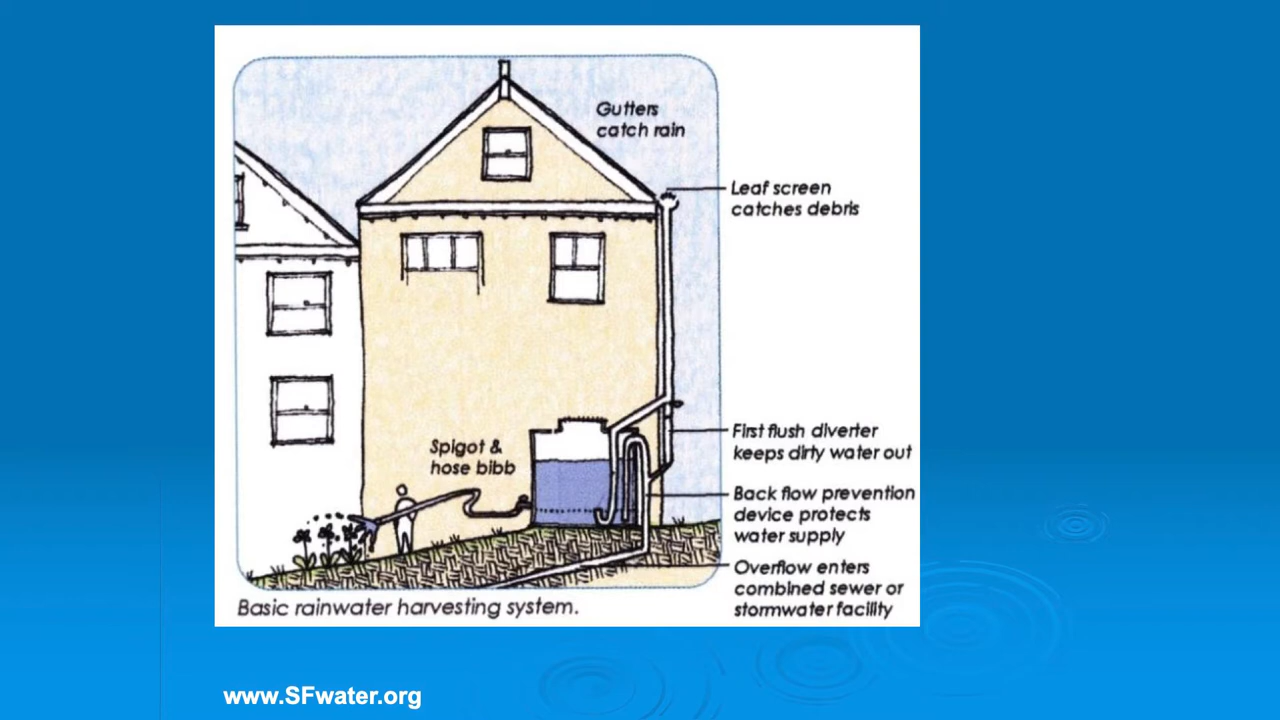 Gutters
catch rain
Leaf screen
catches debris
First flush diverter
keeps dirty water out
Spigot &
hose bibb
Back flow prevention
device protects
water supply
Overflow enters
combined sewer or
stormwater facility
Basic rainwater harvesting system.
www.SFwater.org